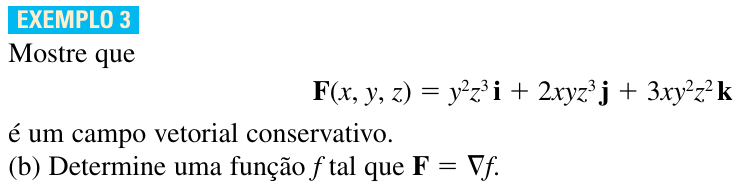 EXEMPLO 3
Mostre que
F(x, y, z) = y²z³ i + 2xyz³ j + 3xy²z² k
é um campo vetorial conservativo.
(b) Determine uma função f tal que F = ∇f.